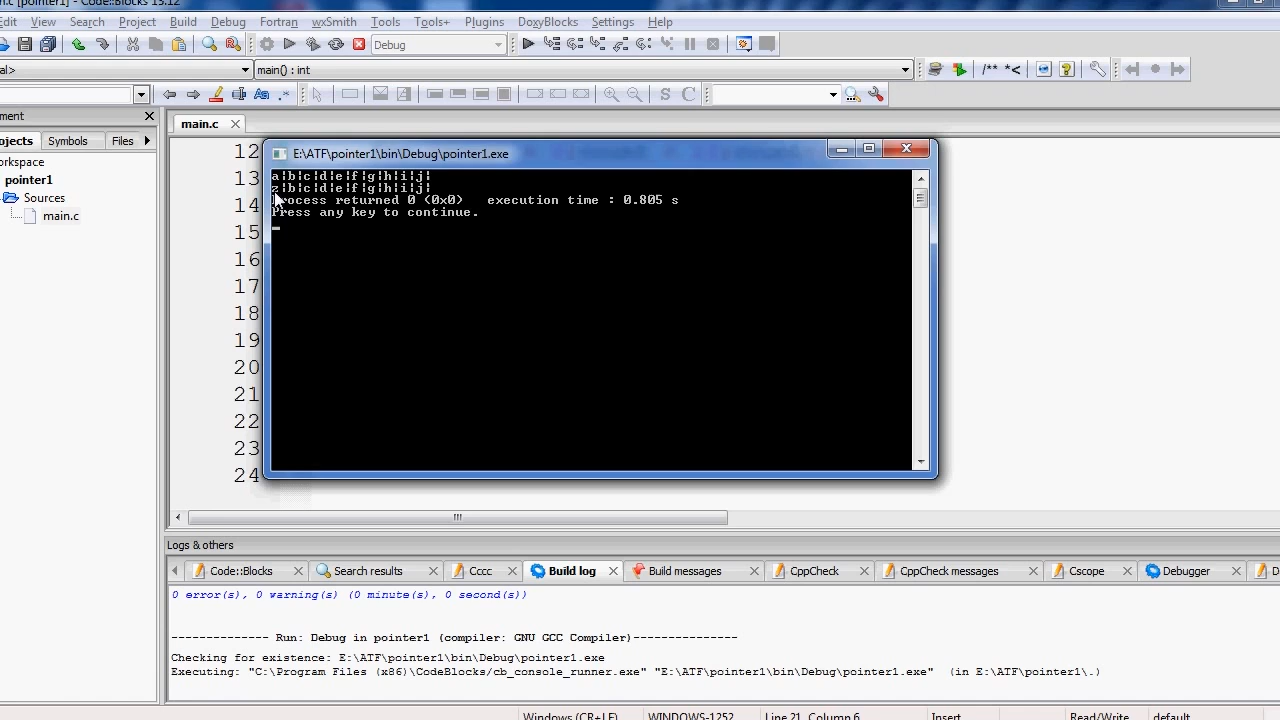 n.c [pointer1] - Code::Blocks 13.12
Edit View Search Project Build Debug Fortran wxSmith Tools Tools+ Plugins DoxyBlocks Settings Help
Debug
al> main() : int /** *<
S C
ment
ojects Symbols Files
main.c
orkspace
pointer1
Sources
main.c
12
13
14
15
16
17
18
19
20
21
22
23
24
E:\ATF\pointer1\bin\Debug\pointer1.exe
a|b|c|d|e|f|g|h|i|j|
z|b|c|d|e|f|g|h|i|j|
Process returned 0 (0x0) execution time : 0.805 s
Press any key to continue.
Logs & others
Code::Blocks Search results Cccc Build log Build messages CppCheck CppCheck messages Cscope Debugger D
0 error(s), 0 warning(s) (0 minute(s), 0 second(s))
-------------- Run: Debug in pointer1 (compiler: GNU GCC Compiler)---------------
Checking for existence: E:\ATF\pointer1\bin\Debug\pointer1.exe
Executing: "C:\Program Files (x86)\CodeBlocks/cb_console_runner.exe" "E:\ATF\pointer1\bin\Debug\pointer1.exe" (in E:\ATF\pointer1\.)
Windows (CR+LF) WINDOWS-1252 Line 21, Column 6 Insert Read/Write default